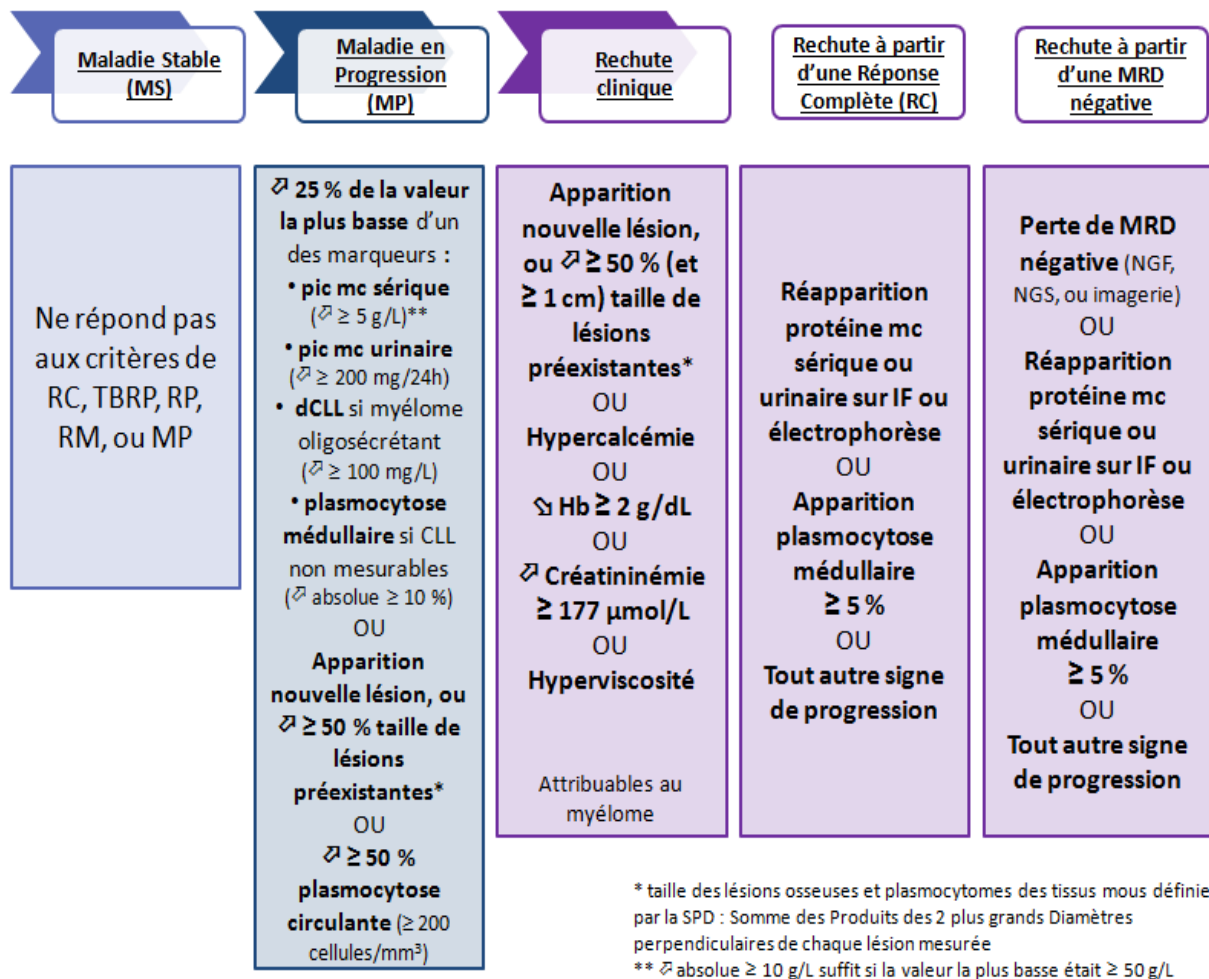 Maladie Stable
(MS)
Maladie en
Progression
(MP)
Rechute
clinique
Rechute à partir
d'une Réponse
Complète (RC)
Rechute à partir
d'une MRD
négative
Ne répond pas
aux critères de
RC, TBRP, RP,
RM, ou MP
⬀ 25 % de la valeur
la plus basse d'un
des marqueurs :
• pic mc sérique
(⬀ ≥ 5 g/L)**
• pic mc urinaire
(⬀ ≥ 200 mg/24h)
• dCLL si myélome
oligosécrétant
(⬀ ≥ 100 mg/L)
• plasmocytose
médullaire si CLL
non mesurables
(⬀ absolue ≥ 10 %)
OU
Apparition
nouvelle lésion, ou
⬀ ≥ 50 % taille de
lésions
préexistantes*
OU
⬀ ≥ 50 %
plasmocytose
circulante (≥ 200
cellules/mm³)
Apparition
nouvelle lésion,
ou ⬀ ≥ 50 % (et
≥ 1 cm) taille de
lésions
préexistantes*
OU
Hypercalcémie
OU
⬂ Hb ≥ 2 g/dL
OU
⬀ Créatininémie
≥ 177 µmol/L
OU
Hyperviscosité
Attribuables au
myélome
Réapparition
protéine mc
sérique ou
urinaire sur IF ou
électrophorèse
OU
Apparition
plasmocytose
médullaire
≥ 5 %
OU
Tout autre signe
de progression
Perte de MRD
négative (NGF,
NGS, ou imagerie)
OU
Réapparition
protéine mc
sérique ou
urinaire sur IF ou
électrophorèse
OU
Apparition
plasmocytose
médullaire
≥ 5 %
OU
Tout autre signe
de progression
* taille des lésions osseuses et plasmocytomes des tissus mous définie
par la SPD : Somme des Produits des 2 plus grands Diamètres
perpendiculaires de chaque lésion mesurée
** ⬀ absolue ≥ 10 g/L suffit si la valeur la plus basse était ≥ 50 g/L